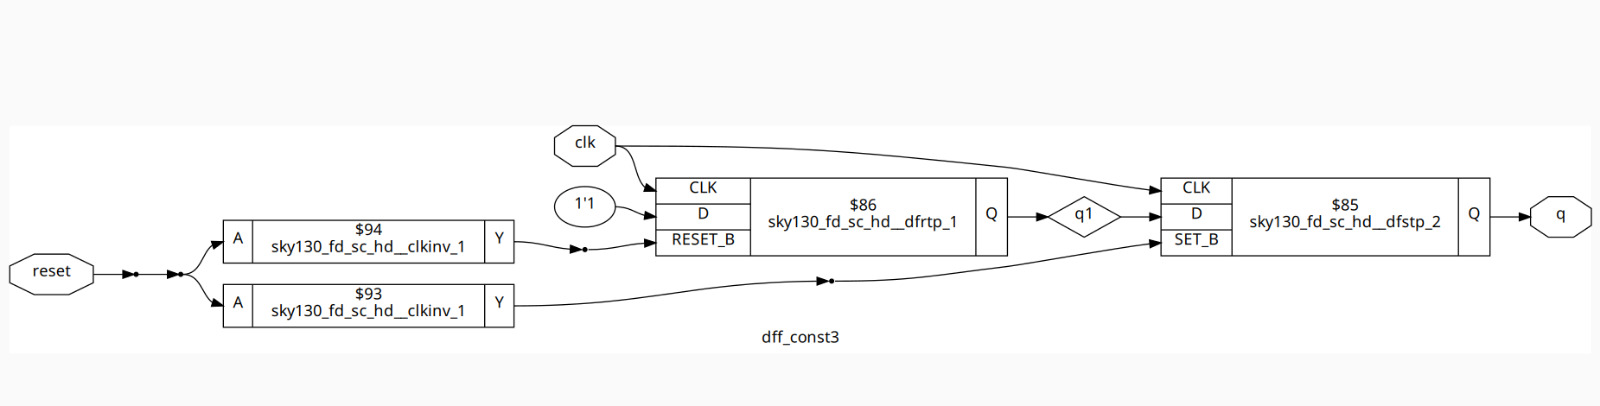 clk
1'1
CLK
D
RESET_B
$86
sky130_fd_sc_hd__dfrtp_1
Q
q1
CLK
D
SET_B
$85
sky130_fd_sc_hd__dfstp_2
Q
q
reset
A
$94
sky130_fd_sc_hd__clkinv_1
Y
A
$93
sky130_fd_sc_hd__clkinv_1
Y
dff_const3